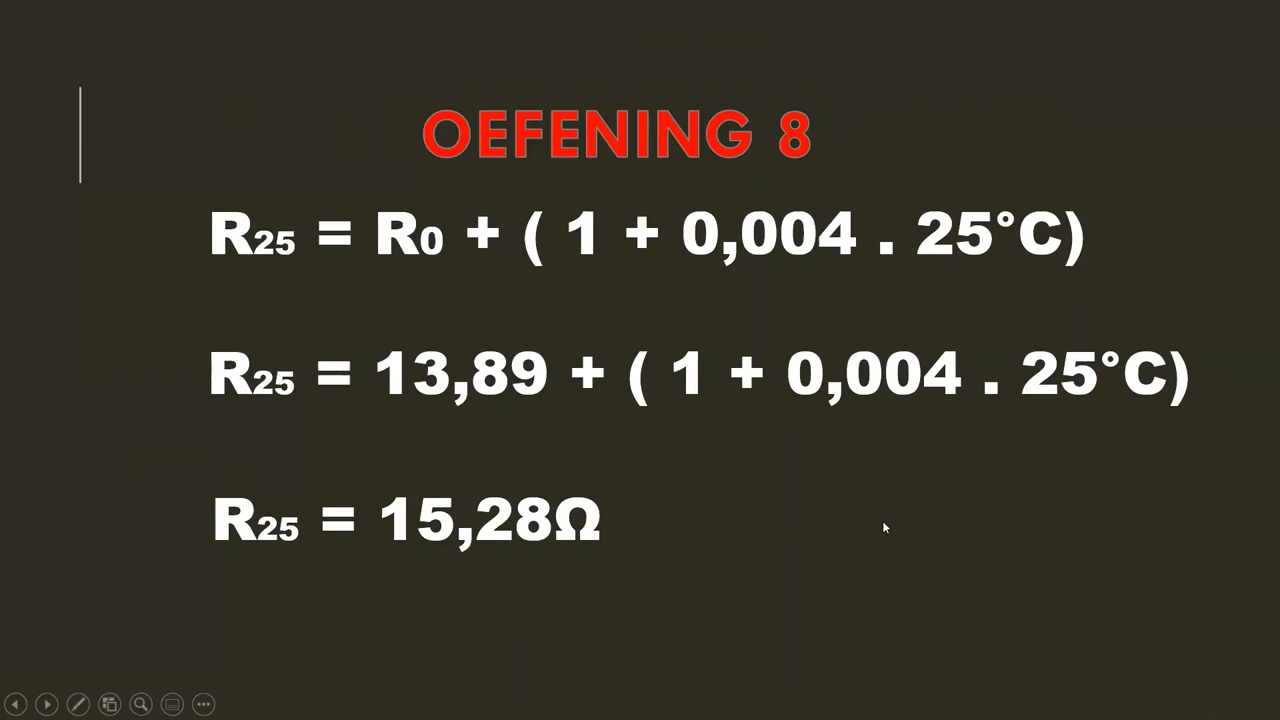 OEFENING 8
R25 = R0 + ( 1 + 0,004 . 25°C)
R25 = 13,89 + ( 1 + 0,004 . 25°C)
R25 = 15,28Ω